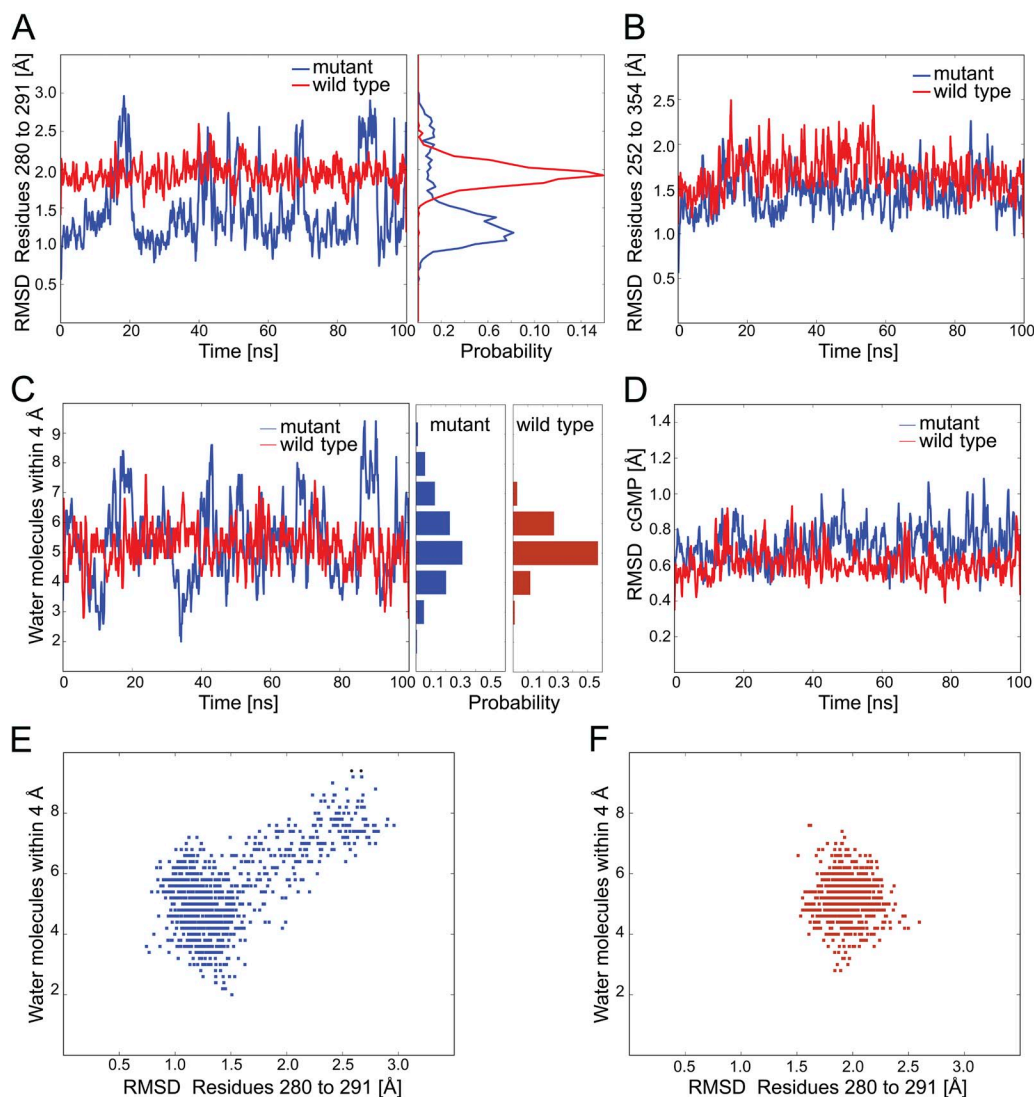 A
RMSD Residues 280 to 291 [Å]
3.0
2.5
2.0
1.5
1.0
0.5
mutant
wild type
0 20 40 60 80 100
Time [ns]
0.2 0.6 0.10 0.14
Probability
B
RMSD Residues 252 to 354 [Å]
2.5
2.0
1.5
1.0
0.5
mutant
wild type
0 20 40 60 80 100
Time [ns]
C
Water molecules within 4 Å
9
8
7
6
5
4
3
2
mutant
wild type
0 20 40 60 80 100
Time [ns]
mutant
0.1 0.3 0.5
wild type
0.1 0.3 0.5
Probability
D
RMSD cGMP [Å]
1.4
1.2
1.0
0.8
0.6
0.4
0.2
mutant
wild type
0 20 40 60 80 100
Time [ns]
E
Water molecules within 4 Å
8
6
4
2
0.5 1.0 1.5 2.0 2.5 3.0
RMSD Residues 280 to 291 [Å]
F
Water molecules within 4 Å
8
6
4
2
0.5 1.0 1.5 2.0 2.5 3.0
RMSD Residues 280 to 291 [Å]